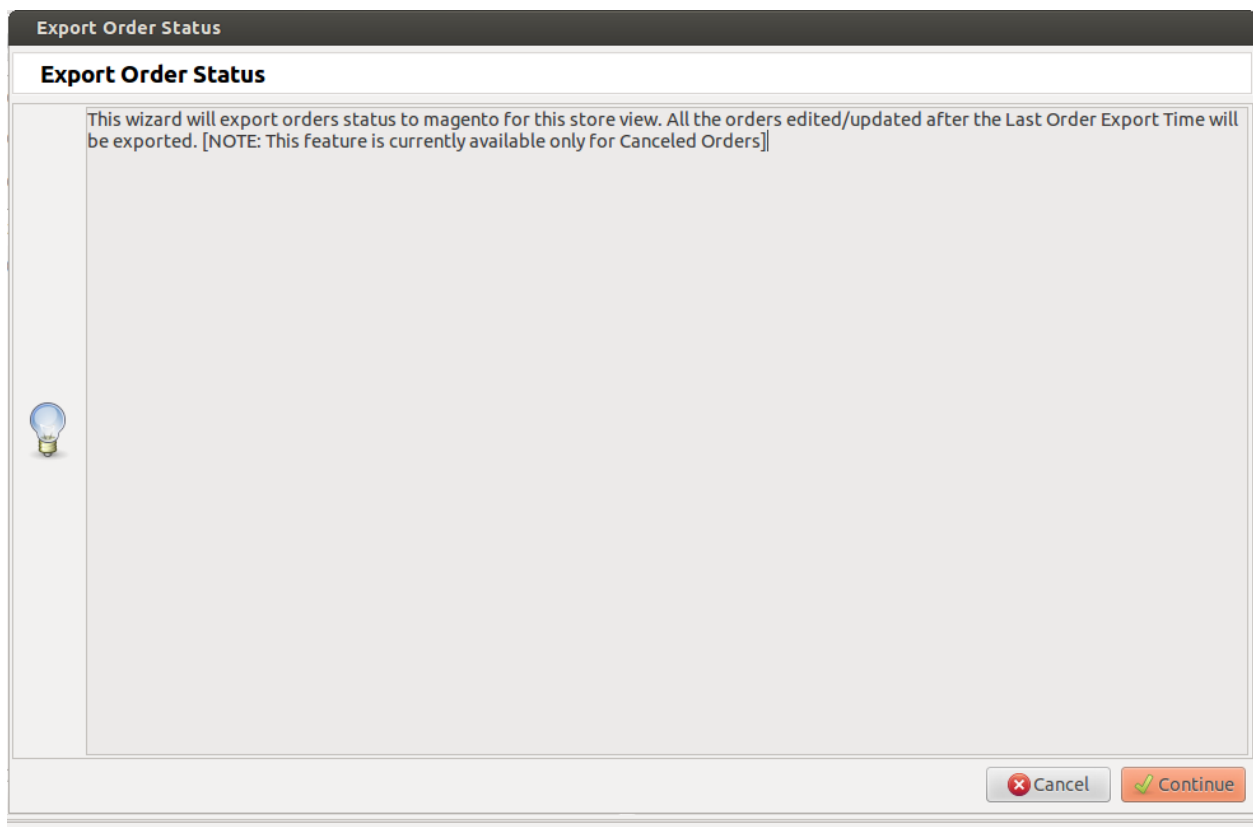 Export Order Status
Export Order Status
This wizard will export orders status to magento for this store view. All the orders edited/updated after the Last Order Export Time will
be exported. [NOTE: This feature is currently available only for Canceled Orders]
Cancel
Continue